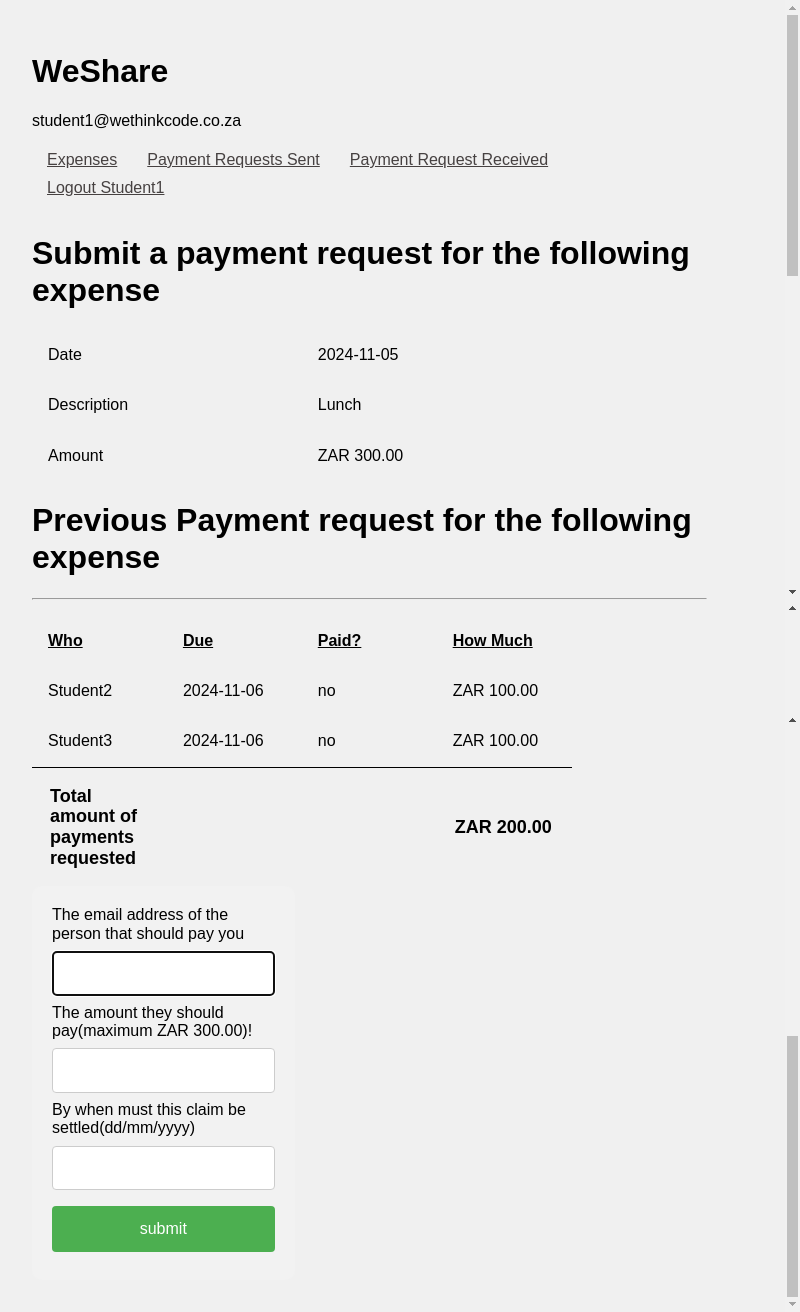 WeShare
student1@wethinkcode.co.za
Expenses Payment Requests Sent Payment Request Received
Logout Student1
Submit a payment request for the following
expense
Date 2024-11-05
Description Lunch
Amount ZAR 300.00
Previous Payment request for the following
expense
Who Due Paid? How Much
Student2 2024-11-06 no ZAR 100.00
Student3 2024-11-06 no ZAR 100.00
Total
amount of
payments
requested
ZAR 200.00
The email address of the
person that should pay you
The amount they should
pay(maximum ZAR 300.00)!
By when must this claim be
settled(dd/mm/yyyy)
submit